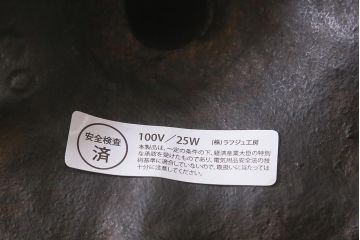 安全検査
済
100V／25W (株)ラフジュ工房
本製品は、一定の条件の下、経済産業大臣の特別
な承認を受けたものであり、電気用品安全法の技
術基準に適合していないので、取扱いに当たっては
十分に注意してください。